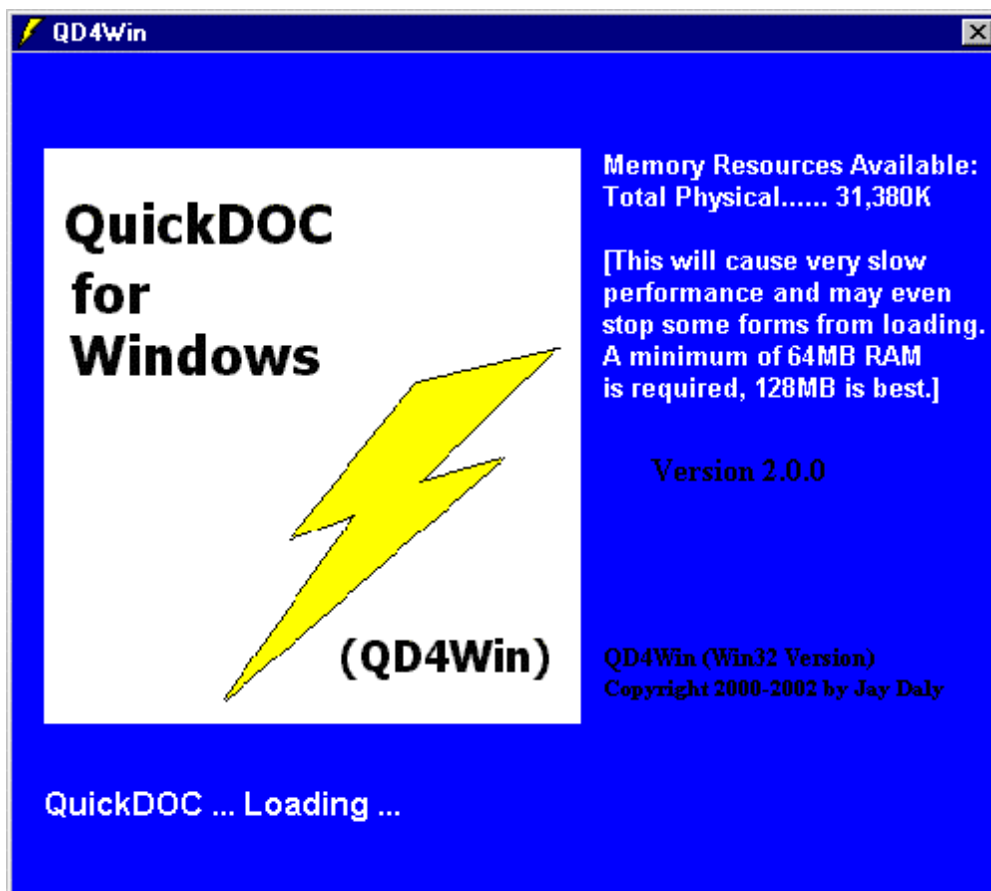 QD4Win
QuickDOC
for
Windows
(QD4Win)
Memory Resources Available:
Total Physical...... 31,380K
[This will cause very slow
performance and may even
stop some forms from loading.
A minimum of 64MB RAM
is required, 128MB is best.]
Version 2.0.0
QD4Win (Win32 Version)
Copyright 2000-2002 by Jay Daly
QuickDOC ... Loading ...